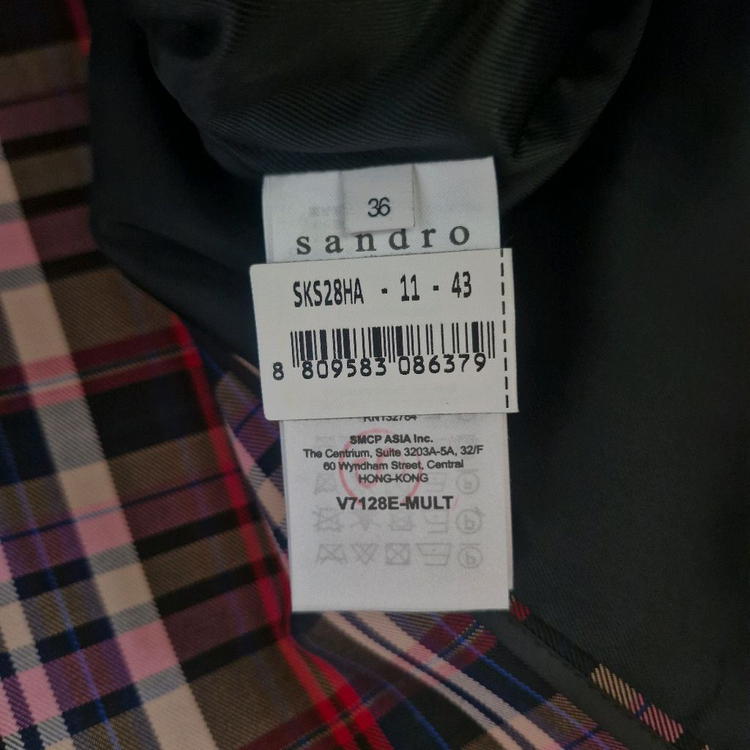 36
sandro
SKS28HA - 11 - 43
8 809583 086379
RN132784
SMCP ASIA Inc.
The Centrium, Suite 3203A-5A, 32/F
60 Wyndham Street, Central
HONG-KONG
V7128E-MULT